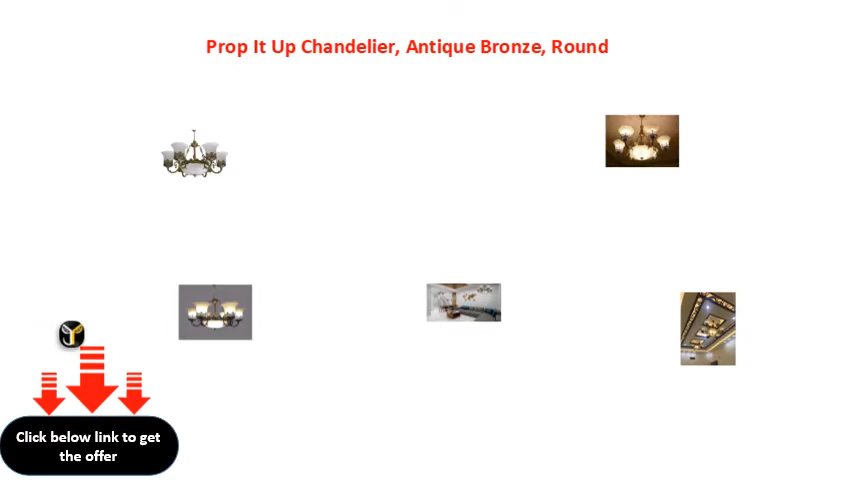 Prop It Up Chandelier, Antique Bronze, Round
Click below link to get
the offer